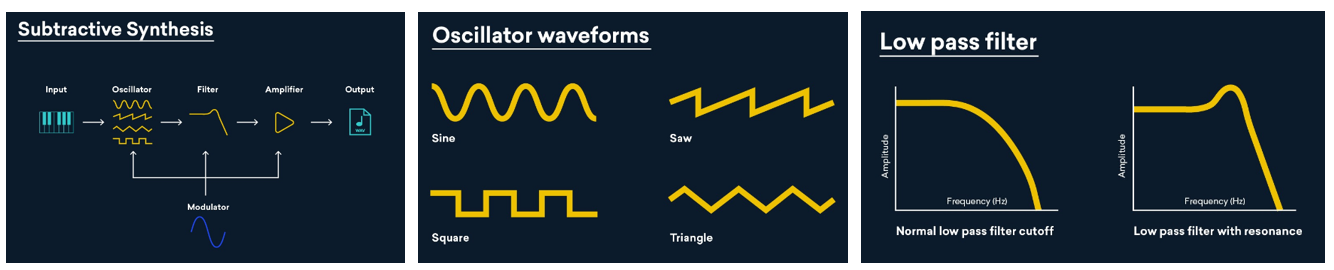 Subtractive Synthesis
Input
Oscillator
Filter
Amplifier
Output
WAV
Modulator
Oscillator waveforms
Sine
Saw
Square
Triangle
Low pass filter
Amplitude
Frequency (Hz)
Normal low pass filter cutoff
Amplitude
Frequency (Hz)
Low pass filter with resonance